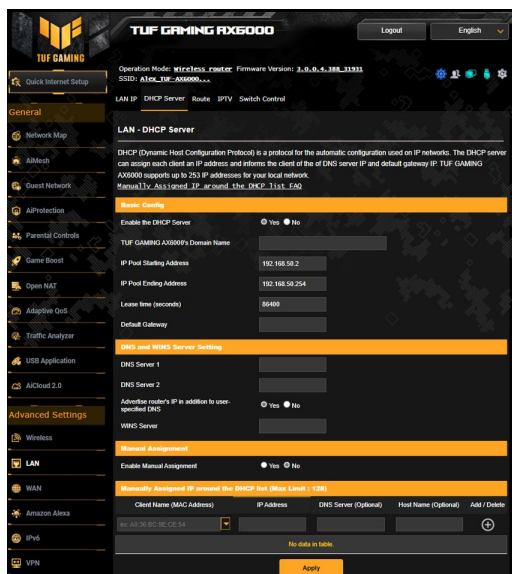 TUF GAMING
TUF GAMING AX6000
Logout
English
Quick Internet Setup
Operation Mode: Wireless router Firmware Version: 3.0.0.4.388_31931
SSID: Alex_TUF-AX6000...
LAN IP DHCP Server Route IPTV Switch Control
General
Network Map
AiMesh
Guest Network
AiProtection
Parental Controls
Game Boost
Open NAT
Adaptive QoS
Traffic Analyzer
USB Application
AiCloud 2.0
Advanced Settings
Wireless
LAN
WAN
Amazon Alexa
IPv6
VPN
LAN - DHCP Server
DHCP (Dynamic Host Configuration Protocol) is a protocol for the automatic configuration used on IP networks. The DHCP server
can assign each client an IP address and informs the client of the of DNS server IP and default gateway IP. TUF GAMING
AX6000 supports up to 253 IP addresses for your local network.
Manually Assigned IP around the DHCP list FAQ
Basic Config
Enable the DHCP Server Yes No
TUF GAMING AX6000's Domain Name
IP Pool Starting Address 192.168.50.2
IP Pool Ending Address 192.168.50.254
Lease time (seconds) 86400
Default Gateway
DNS and WINS Server Setting
DNS Server 1
DNS Server 2
Advertise router's IP in addition to user-
specified DNS Yes No
WINS Server
Manual Assignment
Enable Manual Assignment Yes No
Manually Assigned IP around the DHCP list (Max Limit : 128)
Client Name (MAC Address) IP Address DNS Server (Optional) Host Name (Optional) Add / Delete
ex: A8:36:BC:9E:CE:54
No data in table.
Apply